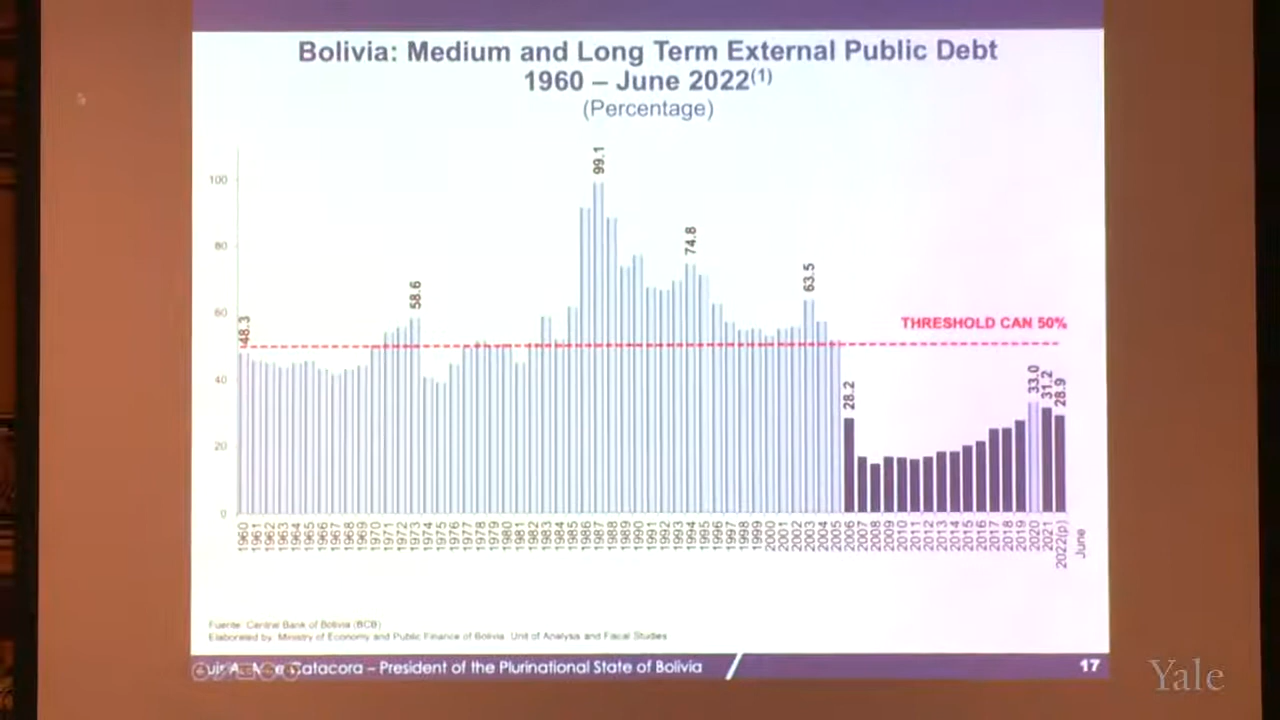 Bolivia: Medium and Long Term External Public Debt
1960 – June 2022(1)
(Percentage)
100
80
60
40
20
0
48.3
58.6
99.1
74.8
63.5
28.2
33.0
31.2
28.9
THRESHOLD CAN 50%
1960 1961 1962 1963 1964 1965 1966 1967 1968 1969 1970 1971 1972 1973 1974 1975 1976 1977 1978 1979 1980 1981 1982 1983 1984 1985 1986 1987 1988 1989 1990 1991 1992 1993 1994 1995 1996 1997 1998 1999 2000 2001 2002 2003 2004 2005 2006 2007 2008 2009 2010 2011 2012 2013 2014 2015 2016 2017 2018 2019 2020 2021 2022(p)
June
Fuente: Central Bank of Bolivia (BCB)
Elaborated by: Ministry of Economy and Public Finance of Bolivia. Unit of Analysis and Fiscal Studies
Catacora – President of the Plurinational State of Bolivia
17
Yale